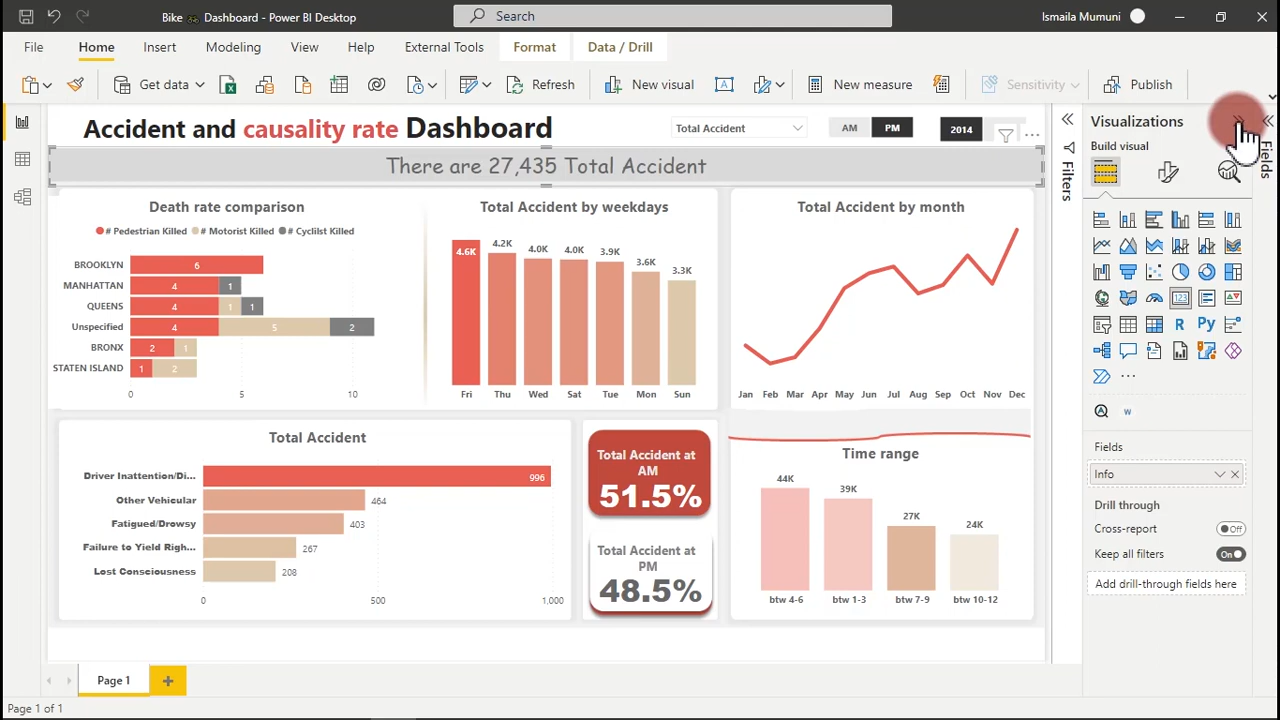 Bike 🚲 Dashboard - Power BI Desktop
Search
Ismaila Mumuni
File Home Insert Modeling View Help External Tools Format Data / Drill
Get data
Refresh
New visual
New measure
Sensitivity
Publish
Accident and causality rate Dashboard
Total Accident
AM
PM
2014
There are 27,435 Total Accident
Death rate comparison
# Pedestrian Killed # Motorist Killed # Cyclilst Killed
BROOKLYN 6
MANHATTAN 4 1
QUEENS 4 1 1
Unspecified 4 5 2
BRONX 2 1
STATEN ISLAND 1 2
0 5 10
Total Accident by weekdays
4.6K 4.2K 4.0K 4.0K 3.9K 3.6K 3.3K
Fri Thu Wed Sat Tue Mon Sun
Total Accident by month
Jan Feb Mar Apr May Jun Jul Aug Sep Oct Nov Dec
Total Accident
Driver Inattention/Di... 996
Other Vehicular 464
Fatigued/Drowsy 403
Failure to Yield Righ... 267
Lost Consciousness 208
0 500 1,000
Total Accident at
AM
51.5%
Total Accident at
PM
48.5%
Time range
44K 39K 27K 24K
btw 4-6 btw 1-3 btw 7-9 btw 10-12
Filters
Visualizations
Build visual
R Py
W
Fields
Info
Drill through
Cross-report Off
Keep all filters On
Add drill-through fields here
Fields
Page 1
Page 1 of 1